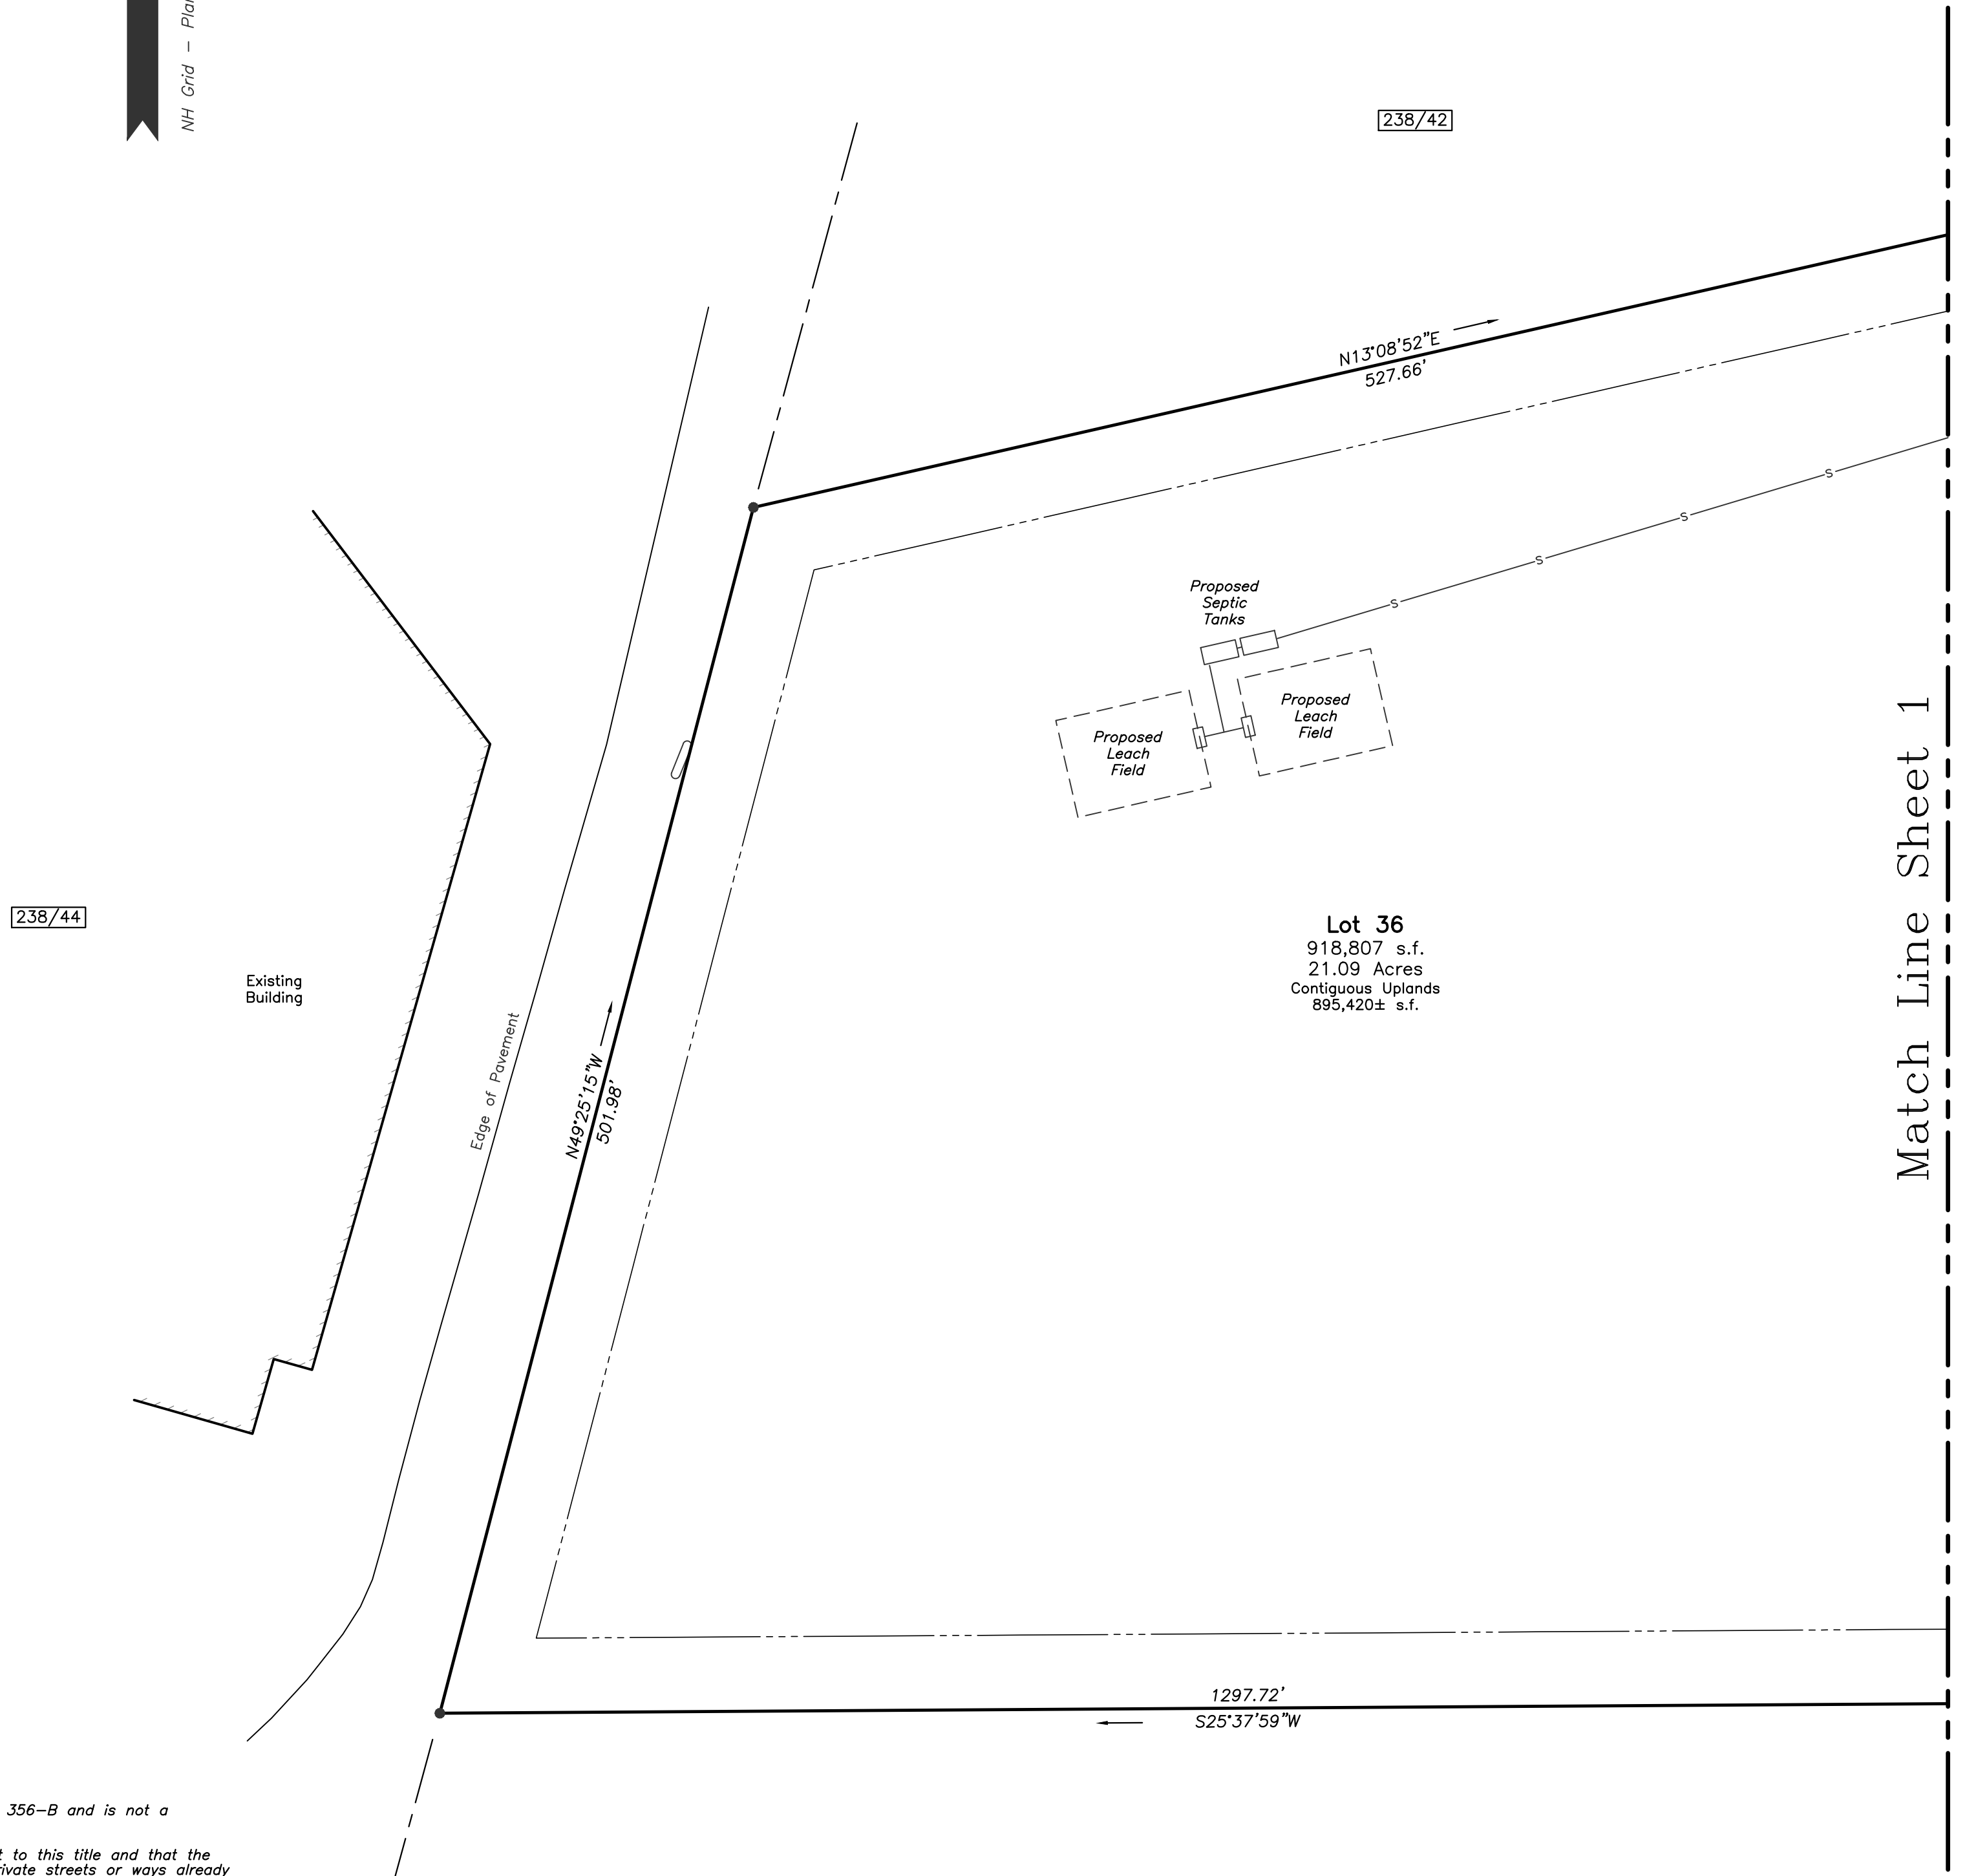 NH Grid -
238/42
N13°08'52"E
527.66'
Proposed
Septic
Tanks
Proposed
Leach
Field
Proposed
Leach
Field
238/44
Existing
Building
Edge of Pavement
N49°25'15"W
501.98'
Lot 36
918,807 s.f.
21.09 Acres
Contiguous Uplands
895,420± s.f.
Match Line Sheet 1
S
S
S
S
1297.72'
S25°37'59"W
356-B and is not a
to this title and that the
streets or ways already